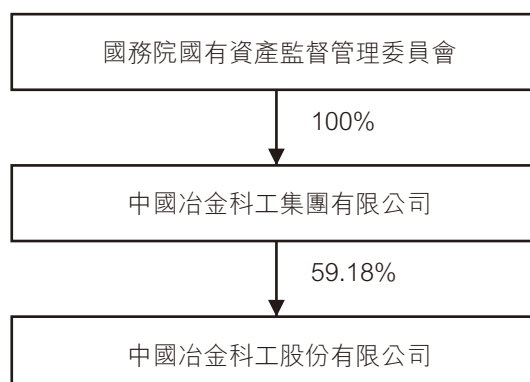 國務院國有資產監督管理委員會
100%
中國冶金科工集團有限公司
59.18%
中國冶金科工股份有限公司